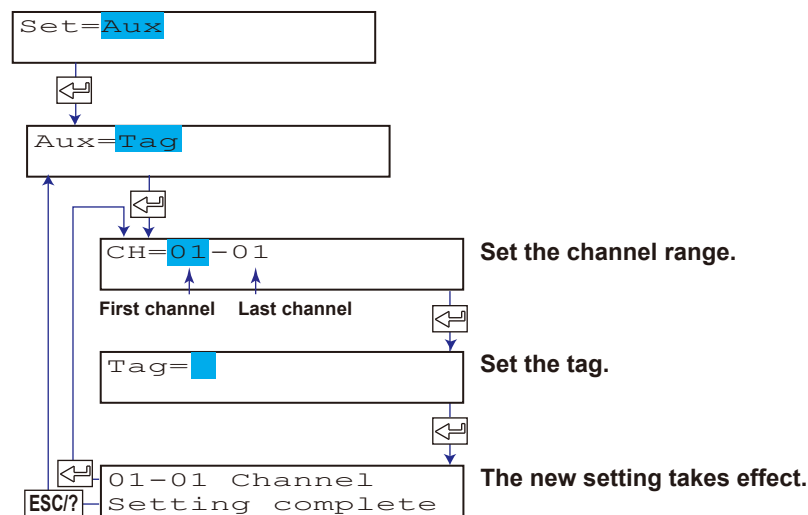 Set=Aux
Aux=Tag
CH=01-01
Set the channel range.
First channel Last channel
Tag=
Set the tag.
01-01 Channel
The new setting takes effect.
ESC/?
Setting complete